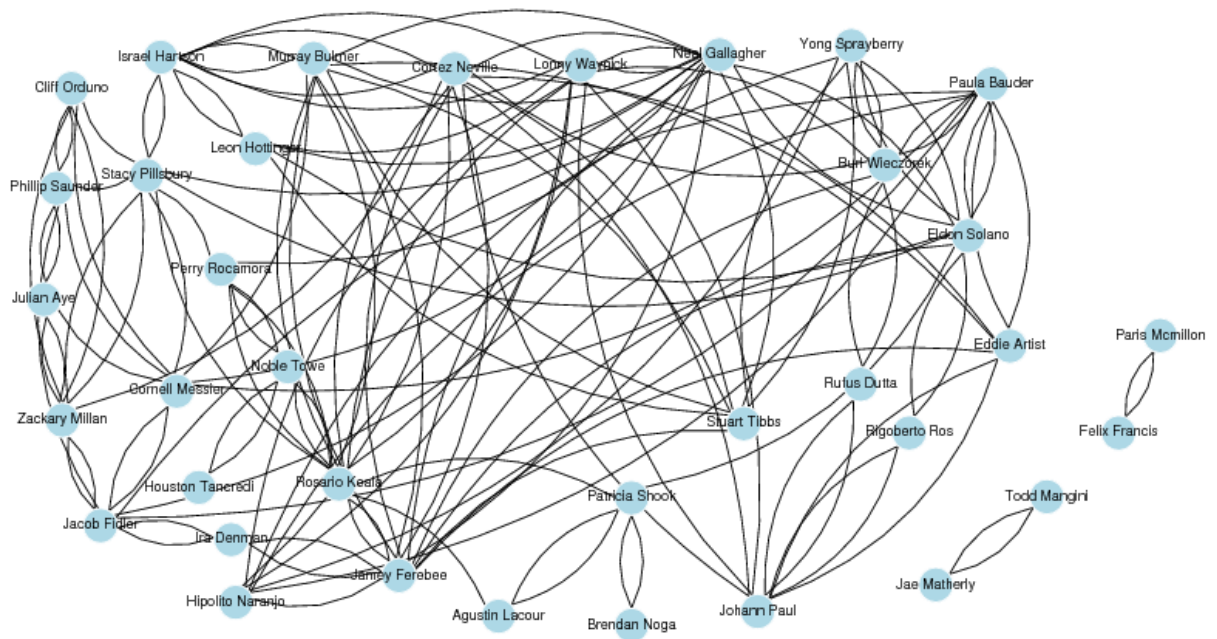 Yong Sprayberry
Israel Harlson
Murray Bulmer
Neal Gallagher
Cortez Neville
Lonny Waynick
Cliff Orduno
Paula Bauder
Leon Hottinger
Burl Wieczorek
Stacy Pillsbury
Phillip Saunder
Eldon Solano
Perry Rocamora
Julian Aye
Paris Mcmillon
Eddie Artist
Noble Towe
Rufus Dutta
Cornell Messier
Zackary Millan
Stuart Tibbs
Rigoberto Ros
Felix Francis
Houston Tancredi
Rosario Keala
Patricia Shook
Todd Mangini
Jacob Fidler
Ira Denman
Jamey Ferebee
Jae Matherly
Hipolito Naranjo
Agustin Lacour
Johann Paul
Brendan Noga